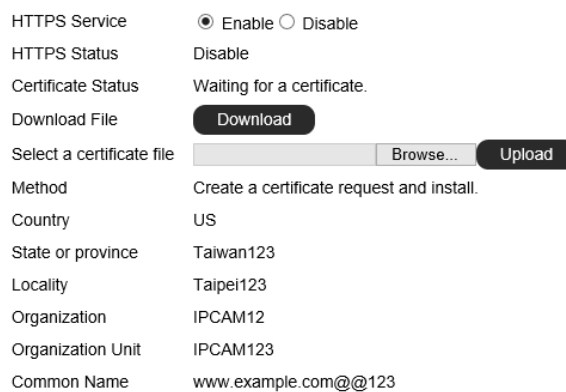 HTTPS Service Enable Disable
HTTPS Status Disable
Certificate Status Waiting for a certificate.
Download File Download
Select a certificate file Browse... Upload
Method Create a certificate request and install.
Country US
State or province Taiwan123
Locality Taipei123
Organization IPCAM12
Organization Unit IPCAM123
Common Name www.example.com@@123